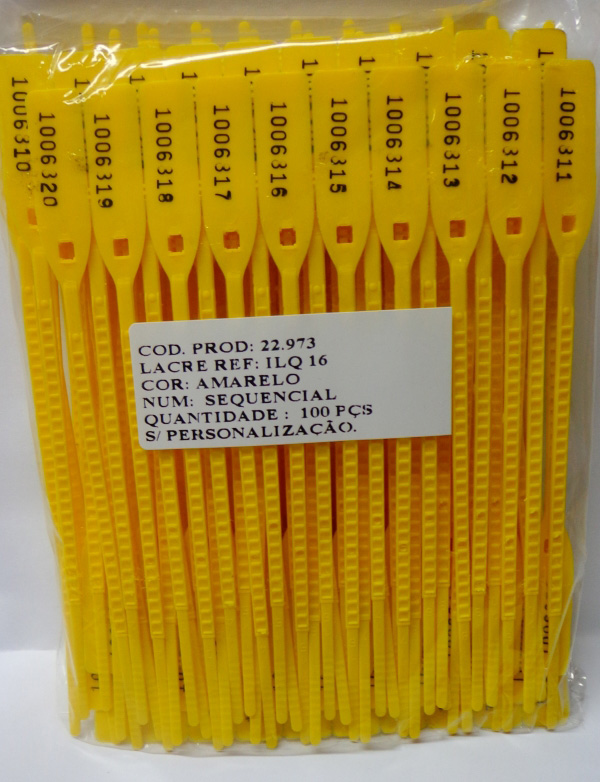 1006310
1006320
1006319
1006318
1006317
1006316
1006315
1006314
1006313
1006312
1006311
COD. PROD: 22.973
LACRE REF: ILQ 16
COR: AMARELO
NUM: SEQUENCIAL
QUANTIDADE : 100 PÇS
S/ PERSONALIZAÇÃO.